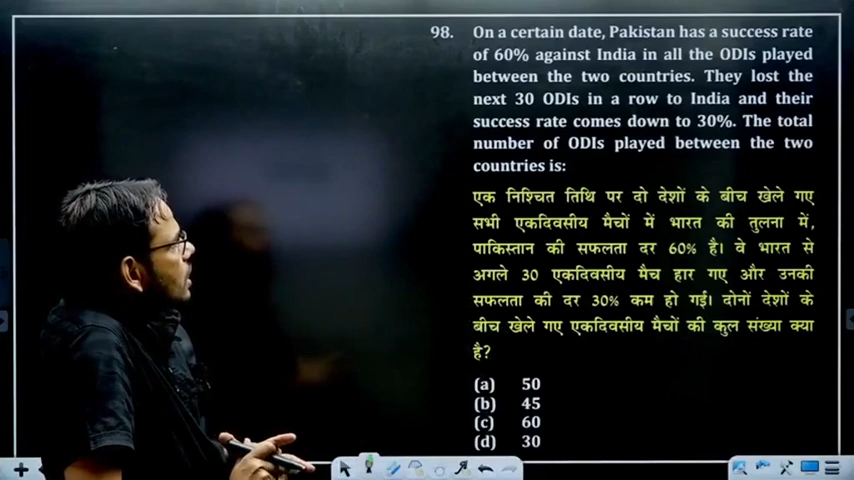 98. On a certain date, Pakistan has a success rate
of 60% against India in all the ODIs played
between the two countries. They lost the
next 30 ODIs in a row to India and their
success rate comes down to 30%. The total
number of ODIs played between the two
countries is:
एक निश्चित तिथि पर दो देशों के बीच खेले गए
सभी एकदिवसीय मैचों में भारत की तुलना में,
पाकिस्तान की सफलता दर 60% है। वे भारत से
अगले 30 एकदिवसीय मैच हार गए और उनकी
सफलता की दर 30% कम हो गई। दोनों देशों के
बीच खेले गए एकदिवसीय मैचों की कुल संख्या क्या
है?
(a) 50
(b) 45
(c) 60
(d) 30